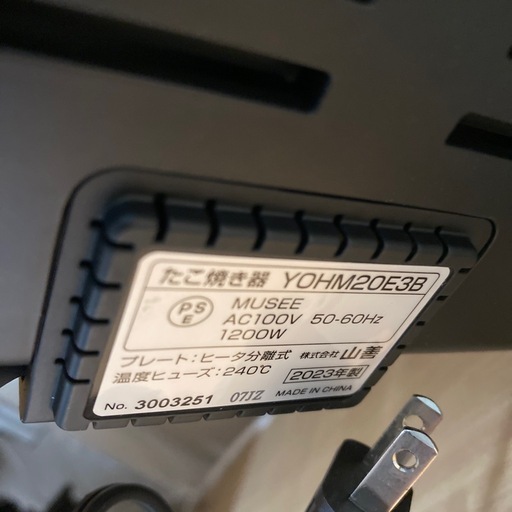 たこ焼き器 YOHM20E3B
PSE MUSEE
AC100V 50-60Hz
1200W
プレート:ヒータ分離式 株式会社 山善
温度ヒューズ:240℃ 2023年製
No. 3003251 07JZ MADE IN CHINA